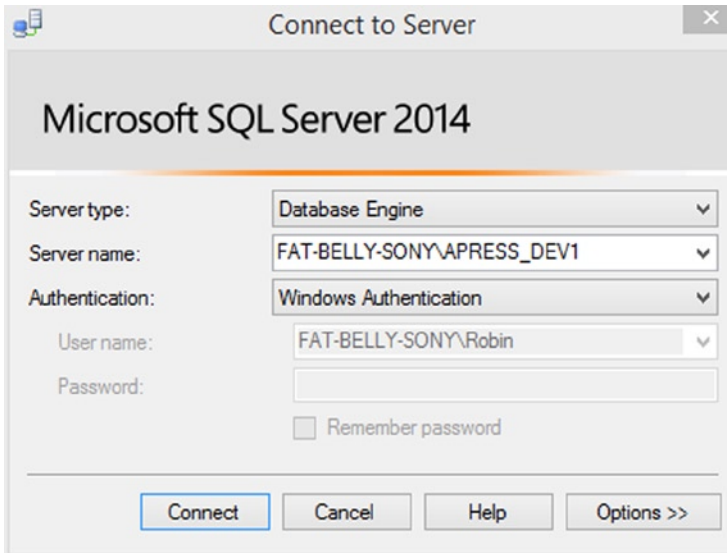 Connect to Server
Microsoft SQL Server 2014
Server type: Database Engine
Server name: FAT-BELLY-SONY\APRESS_DEV1
Authentication: Windows Authentication
User name: FAT-BELLY-SONY\Robin
Password:
Remember password
Connect Cancel Help Options >>